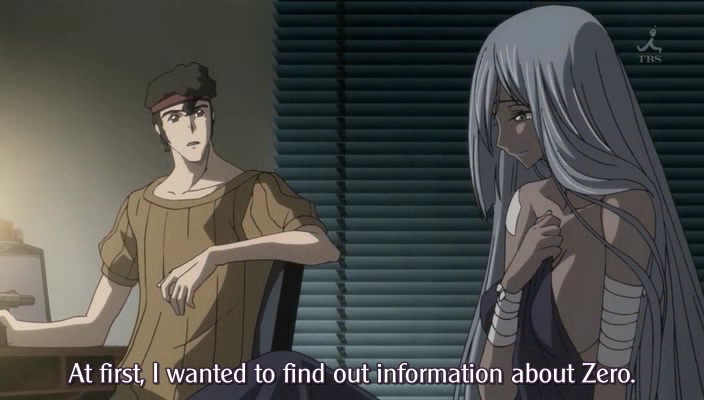 TBS
At first, I wanted to find out information about Zero.